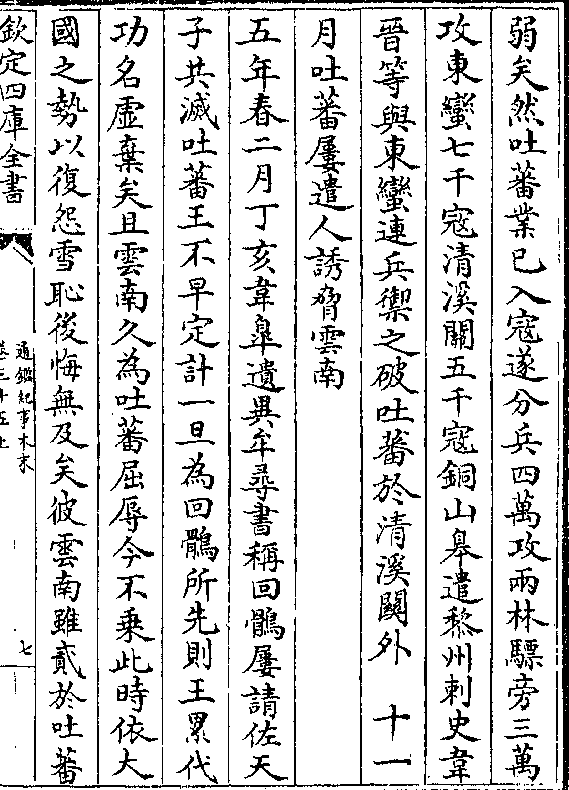 弱矣然吐蕃業已入寇遂分兵四萬攻兩林驃旁三萬
攻東蠻七千寇清溪關五千寇銅山皋遣黎州刺史韋
晉等與東蠻連兵禦之破吐蕃於清溪關外　十一
月吐蕃屢遣人誘脅雲南
五年春二月丁亥韋皐遺異牟尋書稱回鶻屢請佐天
子共滅吐蕃王不早定計一旦為回鶻所先則王累代
功名虛棄矣且雲南久為吐蕃屈辱今不乗此時依大
國之勢以復怨雪恥後悔無及矣彼雲南雖貳於吐蕃
欽定四庫全書
通鑑紀事本末
卷三十五上
七